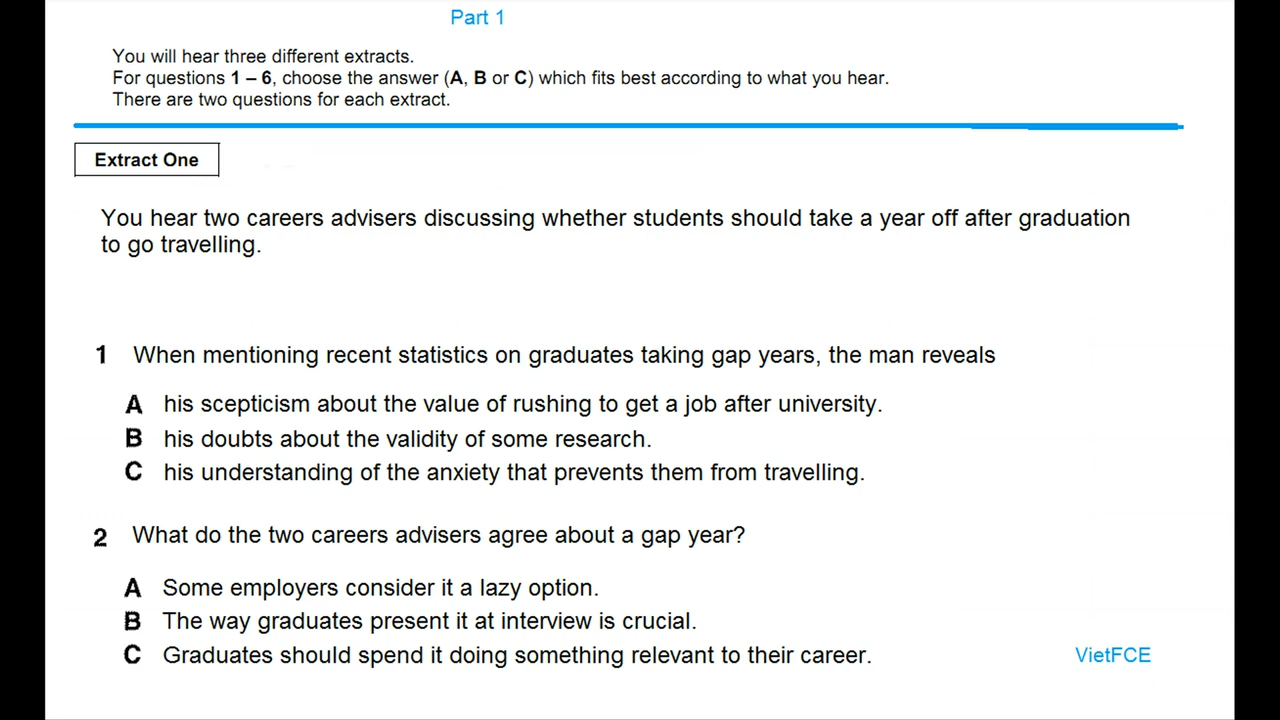 Part 1
You will hear three different extracts.
For questions 1 – 6, choose the answer (A, B or C) which fits best according to what you hear.
There are two questions for each extract.
Extract One
You hear two careers advisers discussing whether students should take a year off after graduation
to go travelling.
1 When mentioning recent statistics on graduates taking gap years, the man reveals
A his scepticism about the value of rushing to get a job after university.
B his doubts about the validity of some research.
C his understanding of the anxiety that prevents them from travelling.
2 What do the two careers advisers agree about a gap year?
A Some employers consider it a lazy option.
B The way graduates present it at interview is crucial.
C Graduates should spend it doing something relevant to their career.
VietFCE